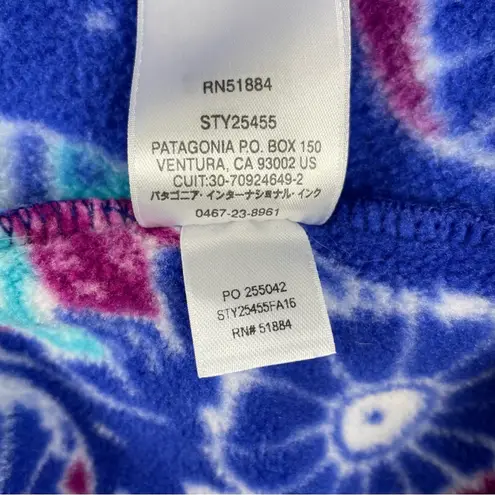 RN51884
STY25455
PATAGONIA P.O. BOX 150
VENTURA, CA 93002 US
CUIT:30-70924649-2
パタゴニア・インターナショナル・インク
0467-23-8961
PO 255042
STY25455FA16
RN# 51884